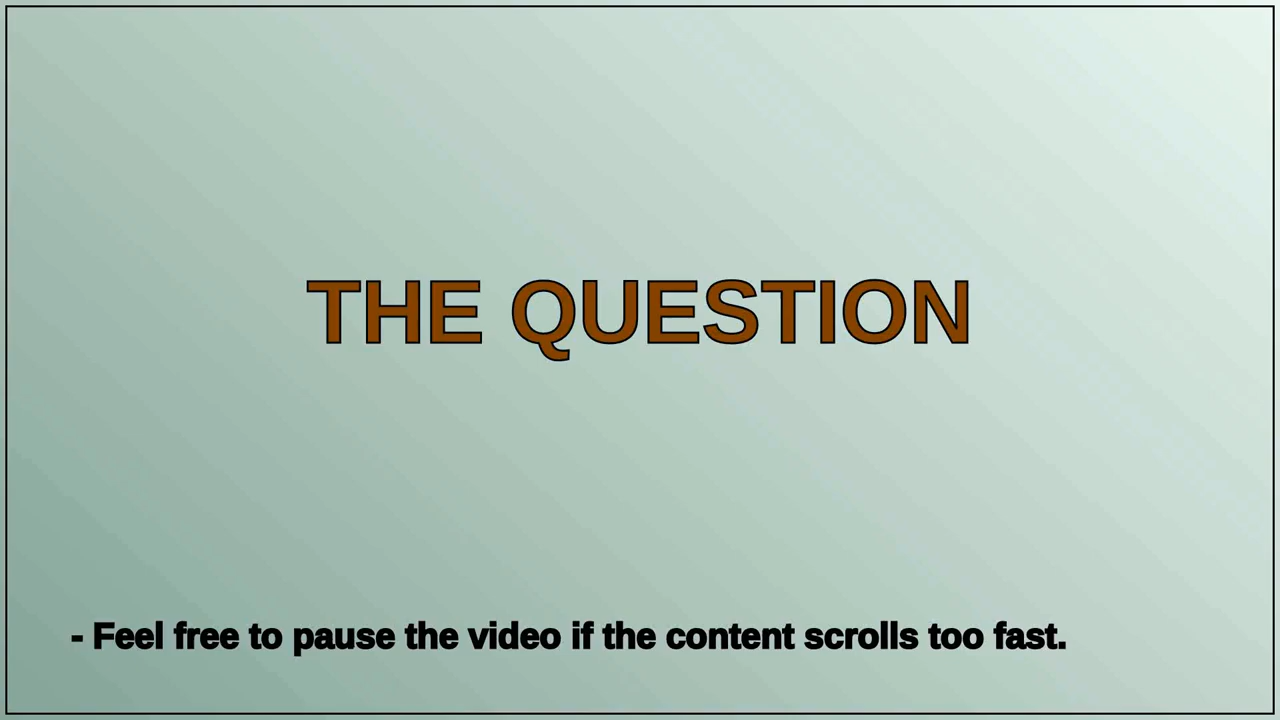 THE QUESTION
- Feel free to pause the video if the content scrolls too fast.